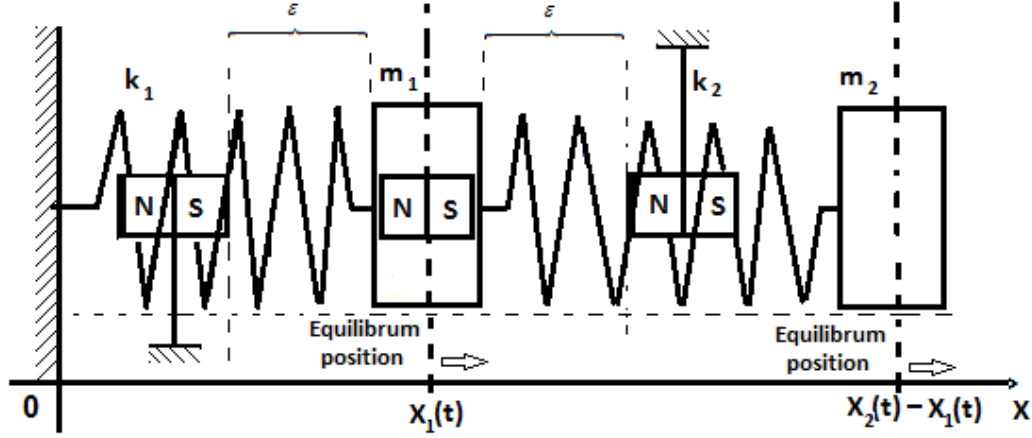 ε
ε
k1
m1
k2
m2
N S
N S
N S
Equilibrum
position
Equilibrum
position
0
X1(t)
X2(t) – X1(t)
X